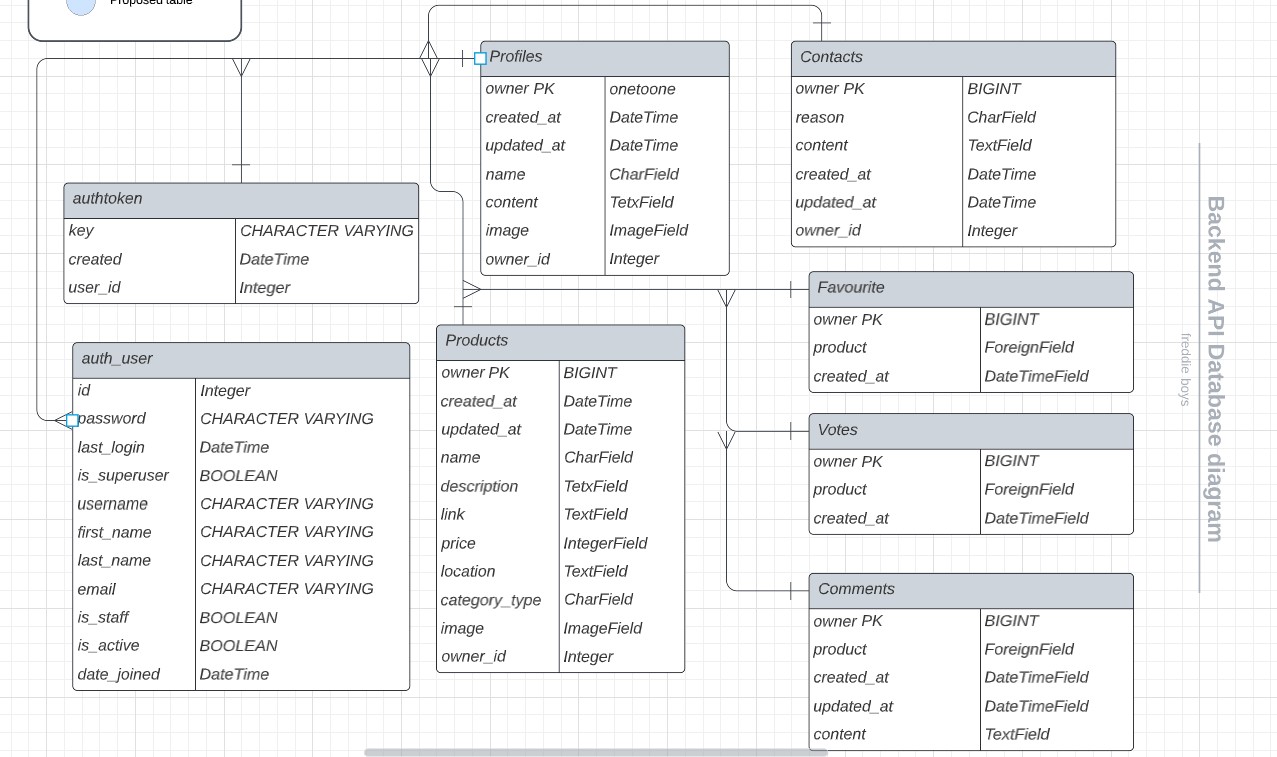 Proposed table
Profiles
owner PK onetoone
created_at DateTime
updated_at DateTime
name CharField
content TetxField
image ImageField
owner_id Integer
Contacts
owner PK BIGINT
reason CharField
content TextField
created_at DateTime
updated_at DateTime
owner_id Integer
authtoken
key CHARACTER VARYING
created DateTime
user_id Integer
auth_user
id Integer
password CHARACTER VARYING
last_login DateTime
is_superuser BOOLEAN
username CHARACTER VARYING
first_name CHARACTER VARYING
last_name CHARACTER VARYING
email CHARACTER VARYING
is_staff BOOLEAN
is_active BOOLEAN
date_joined DateTime
Products
owner PK BIGINT
created_at DateTime
updated_at DateTime
name CharField
description TetxField
link TextField
price IntegerField
location TextField
category_type CharField
image ImageField
owner_id Integer
Favourite
owner PK BIGINT
product ForeignField
created_at DateTimeField
Votes
owner PK BIGINT
product ForeignField
created_at DateTimeField
Comments
owner PK BIGINT
product ForeignField
created_at DateTimeField
updated_at DateTimeField
content TextField
Backend API Database diagram
freddie boys